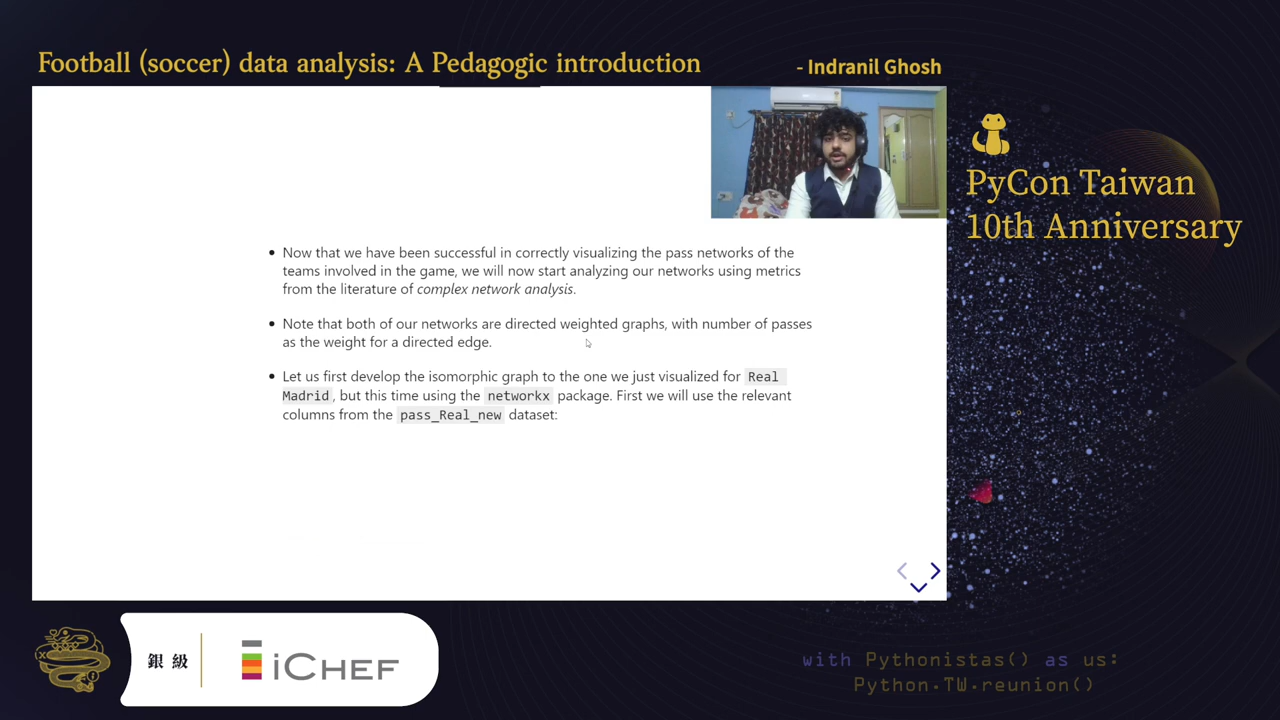 Football (soccer) data analysis: A Pedagogic introduction
- Indranil Ghosh
PyCon Taiwan
10th Anniversary
• Now that we have been successful in correctly visualizing the pass networks of the
teams involved in the game, we will now start analyzing our networks using metrics
from the literature of complex network analysis.
• Note that both of our networks are directed weighted graphs, with number of passes
as the weight for a directed edge.
• Let us first develop the isomorphic graph to the one we just visualized for Real
Madrid, but this time using the networkx package. First we will use the relevant
columns from the pass_Real_new dataset:
銀級
iCHEF
with Pythonistas() as us:
Python.TW.reunion()